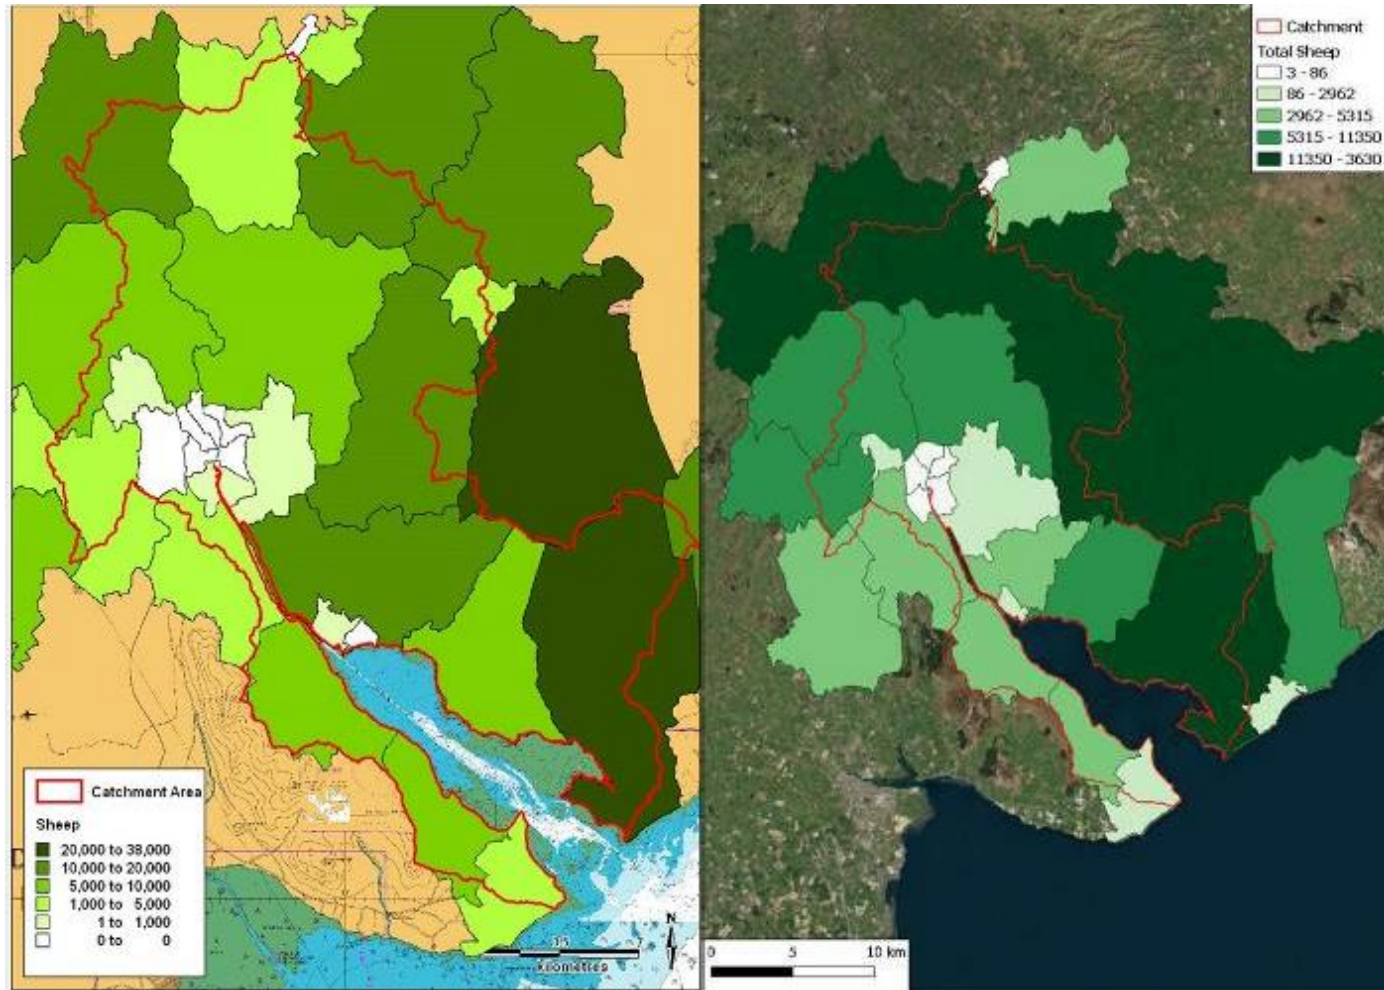 Catchment Area
Sheep
20,000 to 38,000
10,000 to 20,000
5,000 to 10,000
1,000 to 5,000
1 to 1,000
0 to 0
N
Kilometres
Catchment
Total Sheep
3 - 86
86 - 2962
2962 - 5315
5315 - 11350
11350 - 3630
0 5 10 km